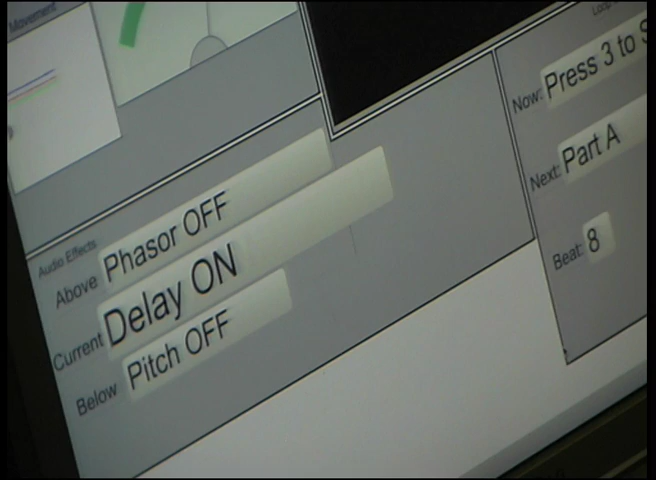 Movement
Audio Effects:
Above Phasor OFF
Current Delay ON
Below Pitch OFF
Loop
Now: Press 3 to S
Next: Part A
Beat: 8